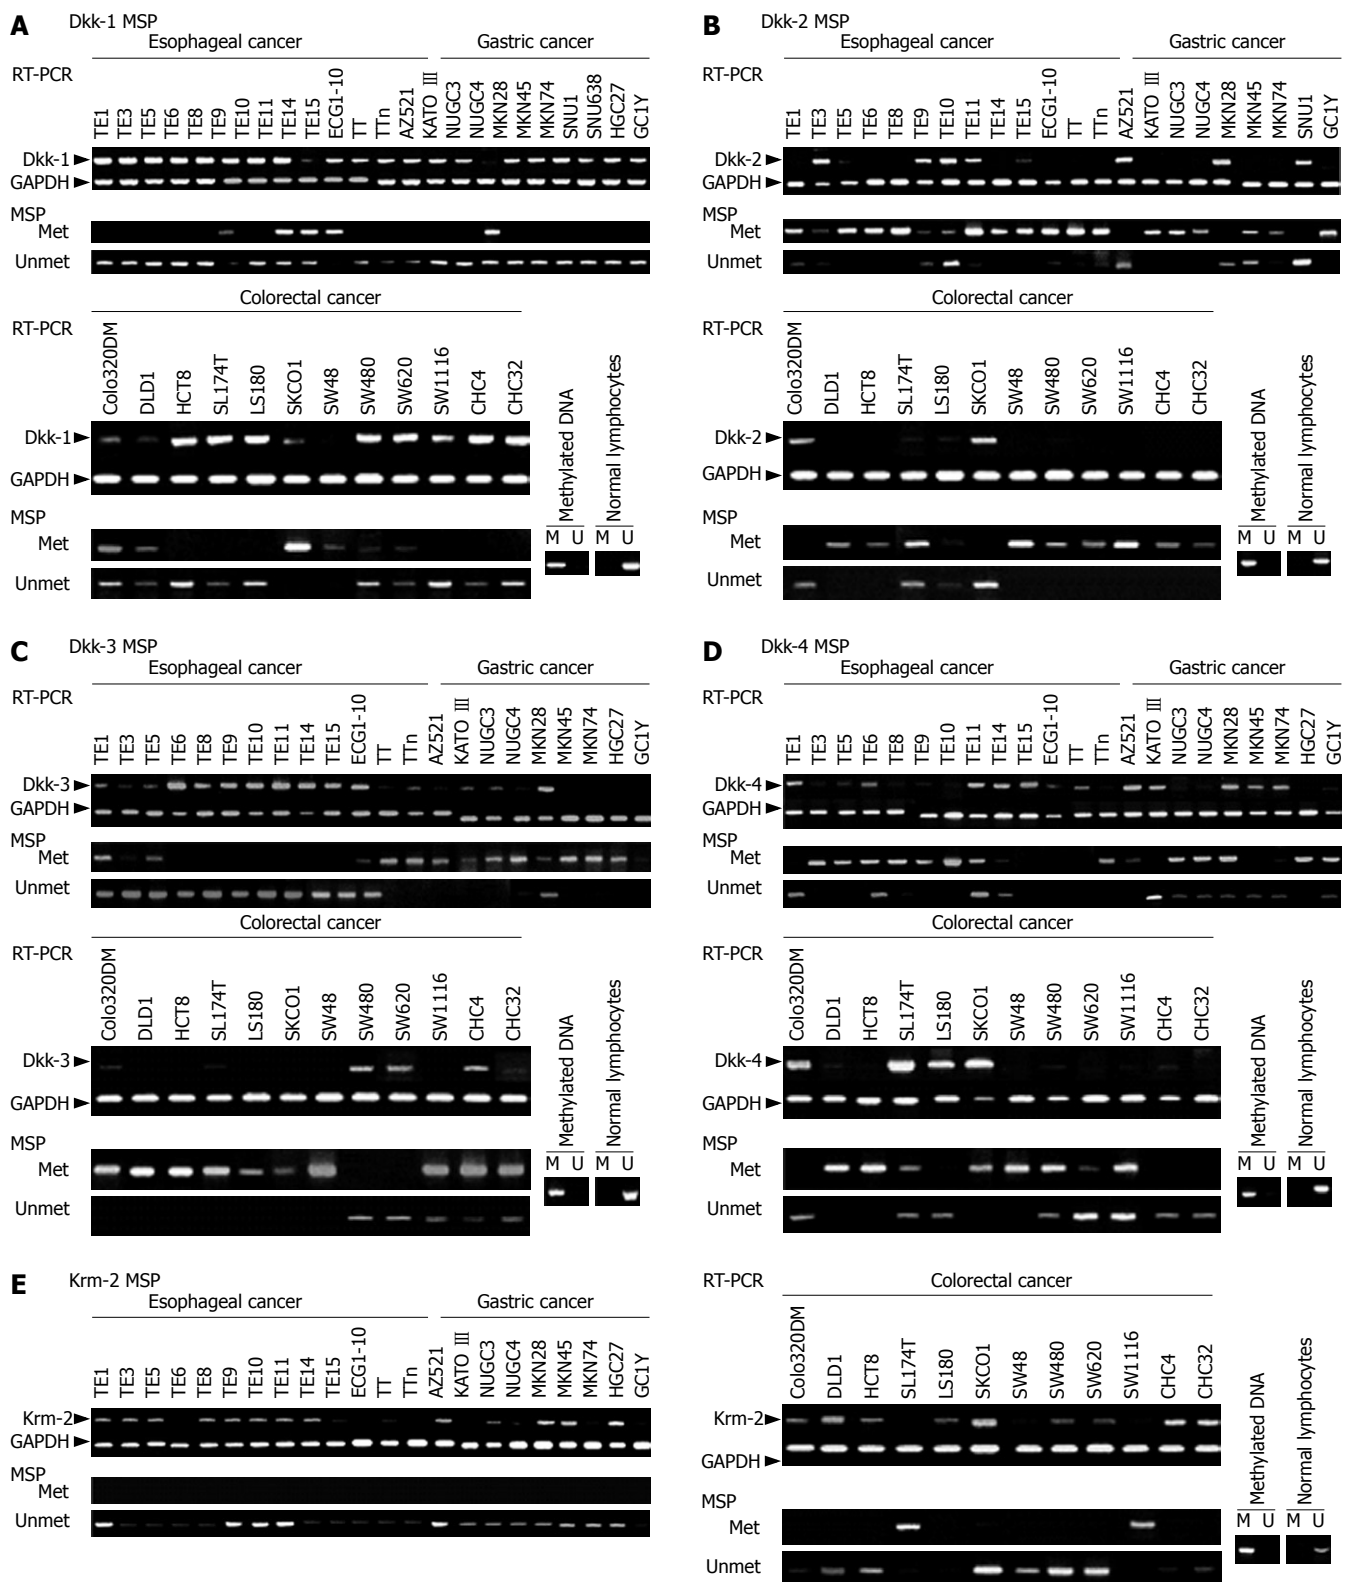 A Dkk-1 MSP
Esophageal cancer Gastric cancer
RT-PCR
TE1 TE3 TE5 TE6 TE8 TE9 TE10 TE11 TE14 TE15 ECG1-10 TT TTn AZ521 KATO Ⅲ NUGC3 NUGC4 MKN28 MKN45 MKN74 SNU1 SNU638 HGC27 GC1Y
Dkk-1
GAPDH
MSP
Met
Unmet
Colorectal cancer
RT-PCR
Colo320DM DLD1 HCT8 SL174T LS180 SKCO1 SW48 SW480 SW620 SW1116 CHC4 CHC32
Dkk-1
GAPDH
MSP
Met
Unmet
Methylated DNA Normal lymphocytes
M U M U
B Dkk-2 MSP
Esophageal cancer Gastric cancer
RT-PCR
TE1 TE3 TE5 TE6 TE8 TE9 TE10 TE11 TE14 TE15 ECG1-10 TT TTn AZ521 KATO Ⅲ NUGC3 NUGC4 MKN28 MKN45 MKN74 SNU1 GC1Y
Dkk-2
GAPDH
MSP
Met
Unmet
Colorectal cancer
RT-PCR
Colo320DM DLD1 HCT8 SL174T LS180 SKCO1 SW48 SW480 SW620 SW1116 CHC4 CHC32
Dkk-2
GAPDH
MSP
Met
Unmet
Methylated DNA Normal lymphocytes
M U M U
C Dkk-3 MSP
Esophageal cancer Gastric cancer
RT-PCR
TE1 TE3 TE5 TE6 TE8 TE9 TE10 TE11 TE14 TE15 ECG1-10 TT TTn AZ521 KATO Ⅲ NUGC3 NUGC4 MKN28 MKN45 MKN74 HGC27 GC1Y
Dkk-3
GAPDH
MSP
Met
Unmet
Colorectal cancer
RT-PCR
Colo320DM DLD1 HCT8 SL174T LS180 SKCO1 SW48 SW480 SW620 SW1116 CHC4 CHC32
Dkk-3
GAPDH
MSP
Met
Unmet
Methylated DNA Normal lymphocytes
M U M U
D Dkk-4 MSP
Esophageal cancer Gastric cancer
RT-PCR
TE1 TE3 TE5 TE6 TE8 TE9 TE10 TE11 TE14 TE15 ECG1-10 TT TTn AZ521 KATO Ⅲ NUGC3 NUGC4 MKN28 MKN45 MKN74 HGC27 GC1Y
Dkk-4
GAPDH
MSP
Met
Unmet
Colorectal cancer
RT-PCR
Colo320DM DLD1 HCT8 SL174T LS180 SKCO1 SW48 SW480 SW620 SW1116 CHC4 CHC32
Dkk-4
GAPDH
MSP
Met
Unmet
Methylated DNA Normal lymphocytes
M U M U
E Krm-2 MSP
Esophageal cancer Gastric cancer
TE1 TE3 TE5 TE6 TE8 TE9 TE10 TE11 TE14 TE15 ECG1-10 TT TTn AZ521 KATO Ⅲ NUGC3 NUGC4 MKN28 MKN45 MKN74 HGC27 GC1Y
Krm-2
GAPDH
MSP
Met
Unmet
RT-PCR Colorectal cancer
Colo320DM DLD1 HCT8 SL174T LS180 SKCO1 SW48 SW480 SW620 SW1116 CHC4 CHC32
Krm-2
GAPDH
MSP
Met
Unmet
Methylated DNA Normal lymphocytes
M U M U